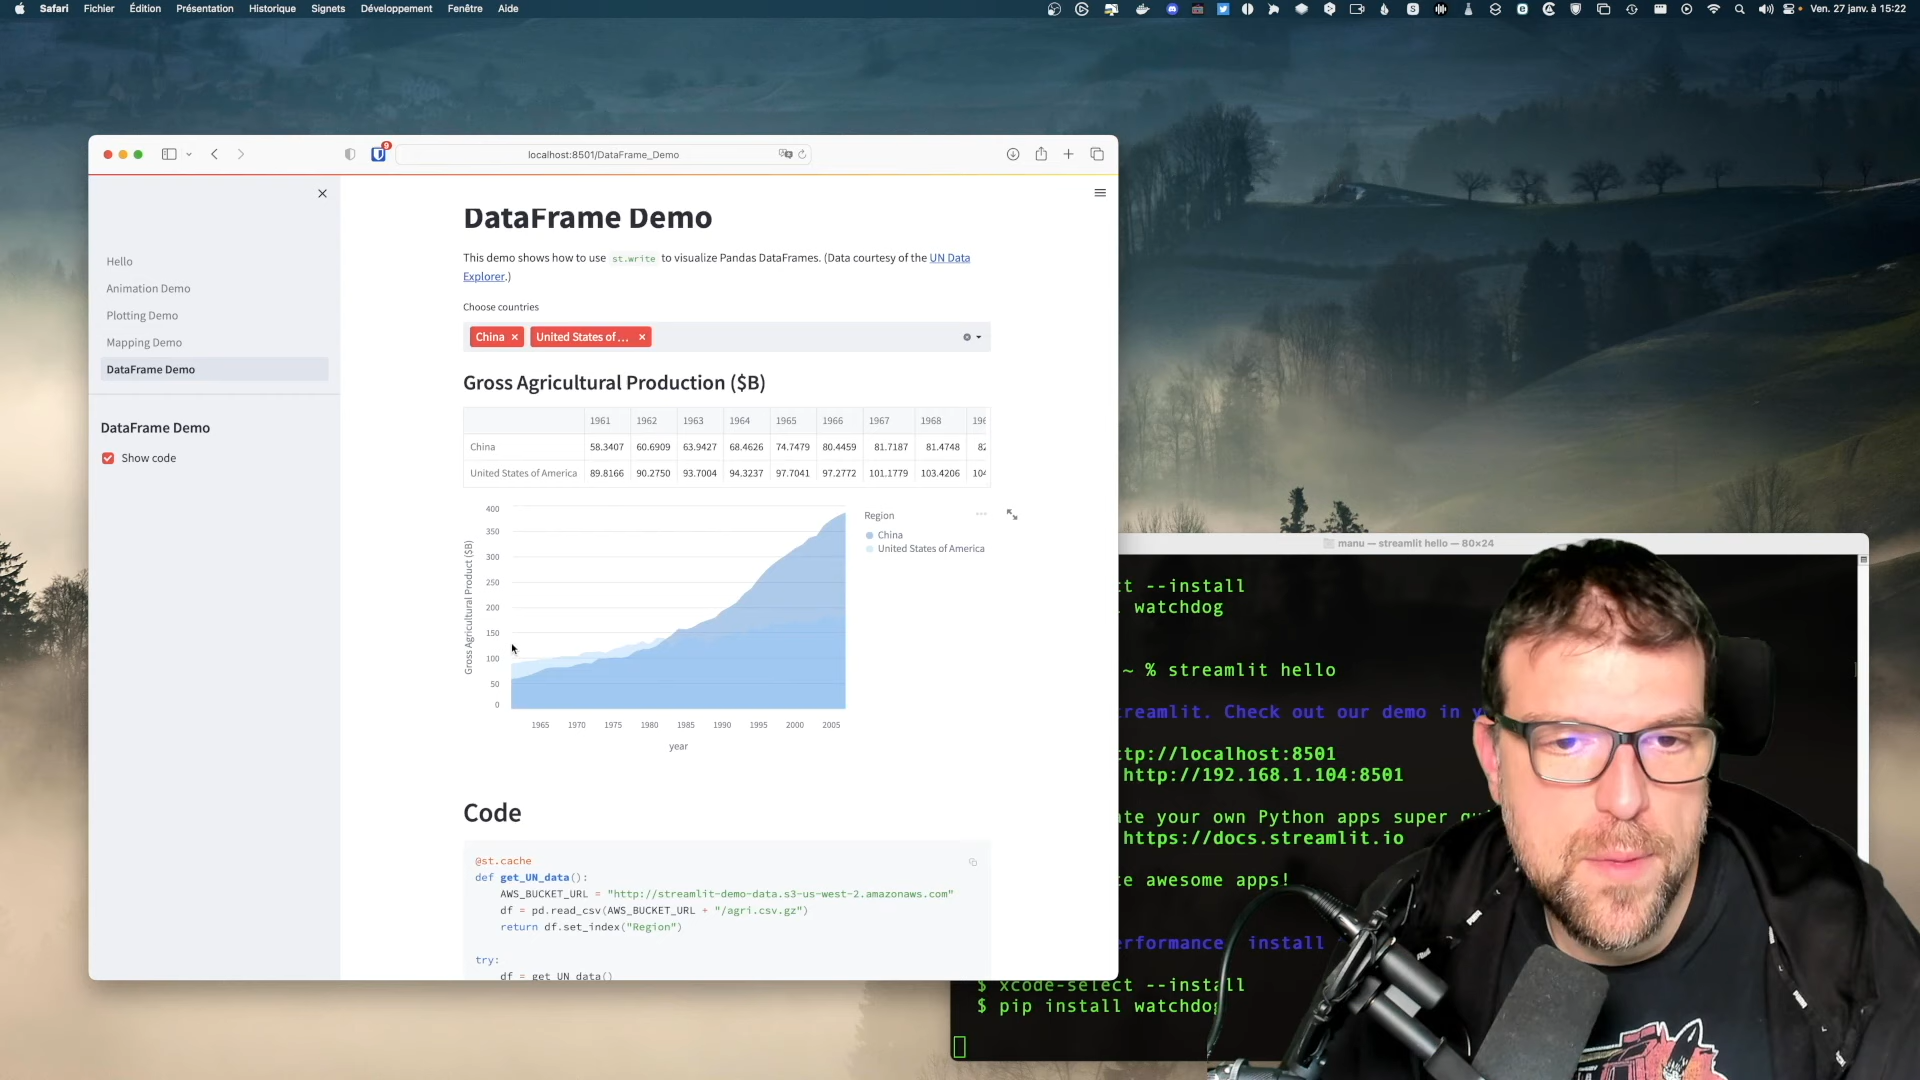 Safari Fichier Édition Présentation Historique Signets Développement Fenêtre Aide
Ven. 27 janv. à 15:22
9
localhost:8501/DataFrame_Demo
Hello
Animation Demo
Plotting Demo
Mapping Demo
DataFrame Demo
DataFrame Demo
Show code
DataFrame Demo
This demo shows how to use st.write to visualize Pandas DataFrames. (Data courtesy of the UN Data
Explorer.)
Choose countries
China × United States of... ×
Gross Agricultural Production ($B)
1961 1962 1963 1964 1965 1966 1967 1968 196
China 58.3407 60.6909 63.9427 68.4626 74.7479 80.4459 81.7187 81.4748 82
United States of America 89.8166 90.2750 93.7004 94.3237 97.7041 97.2772 101.1779 103.4206 104
Gross Agricultural Product ($B)
400
350
300
250
200
150
100
50
0
1965 1970 1975 1980 1985 1990 1995 2000 2005
year
Region
China
United States of America
Code
@st.cache
def get_UN_data():
AWS_BUCKET_URL = "http://streamlit-demo-data.s3-us-west-2.amazonaws.com"
df = pd.read_csv(AWS_BUCKET_URL + "/agri.csv.gz")
return df.set_index("Region")
try:
df = get_UN_data()
manu — streamlit hello — 80×24
t --install
watchdog
~ % streamlit hello
reamlit. Check out our demo in y
tp://localhost:8501
http://192.168.1.104:8501
te your own Python apps super
https://docs.streamlit.io
e awesome apps!
rformance, install
$ xcode-select --install
$ pip install watchdog